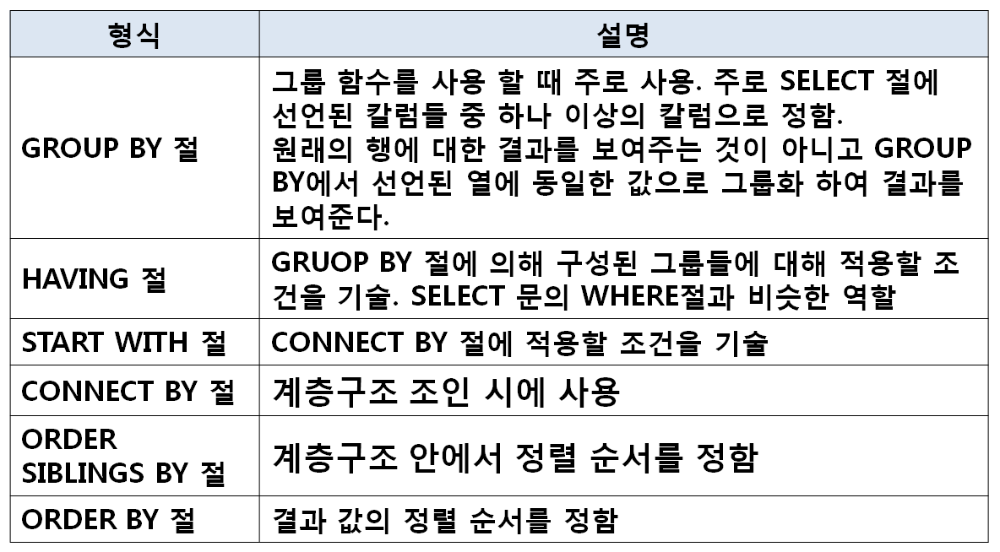 형식
설명
GROUP BY 절
그룹 함수를 사용 할 때 주로 사용. 주로 SELECT 절에
선언된 칼럼들 중 하나 이상의 칼럼으로 정함.
원래의 행에 대한 결과를 보여주는 것이 아니고 GROUP
BY에서 선언된 열에 동일한 값으로 그룹화 하여 결과를
보여준다.
HAVING 절
GRUOP BY 절에 의해 구성된 그룹들에 대해 적용할 조
건을 기술. SELECT 문의 WHERE절과 비슷한 역할
START WITH 절
CONNECT BY 절에 적용할 조건을 기술
CONNECT BY 절
계층구조 조인 시에 사용
ORDER
SIBLINGS BY 절
계층구조 안에서 정렬 순서를 정함
ORDER BY 절
결과 값의 정렬 순서를 정함